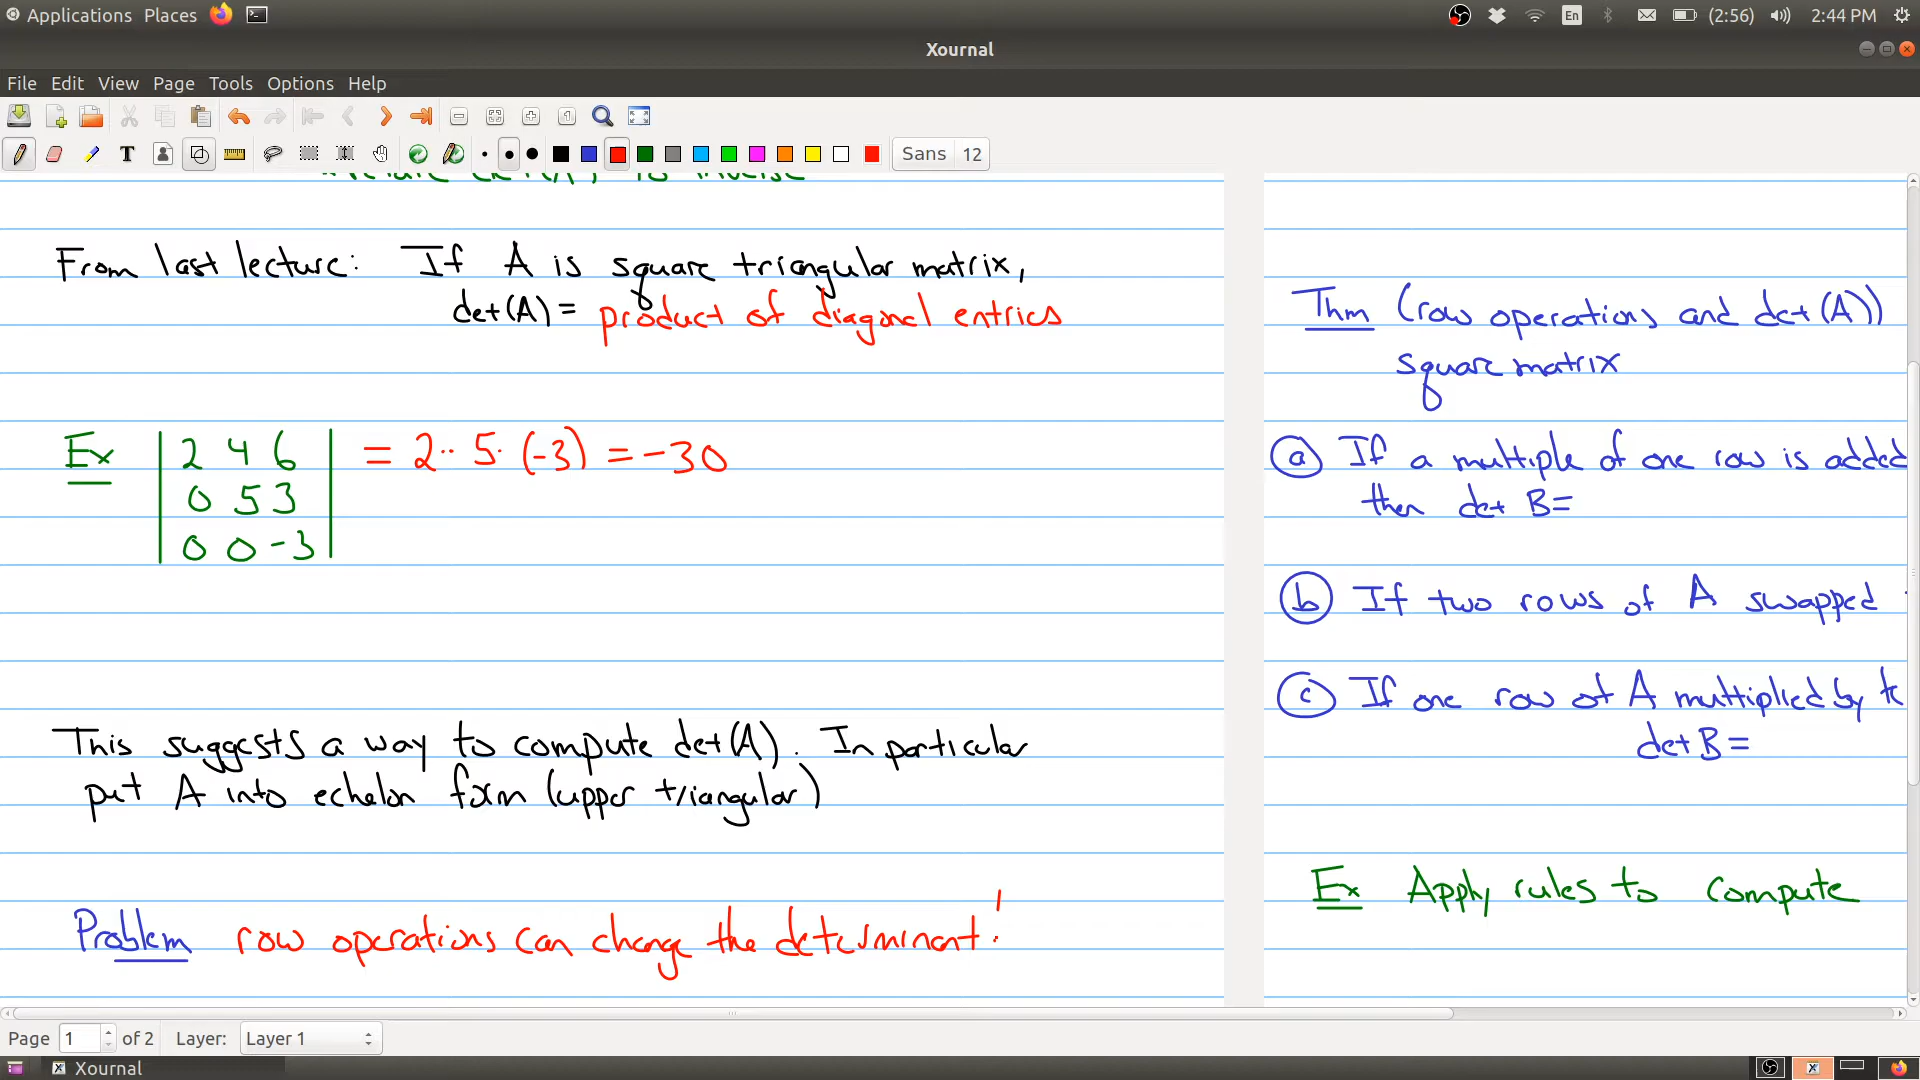 Applications Places En (2:56) 2:44 PM
Xournal
File Edit View Page Tools Options Help
Sans 12
From last lecture: If A is square triangular matrix,
det(A) = product of diagonal entries
Ex | 2 4 6 | = 2·· 5· (-3) = -30
0 5 3
0 0 -3
This suggests a way to compute det(A). In particular
put A into echelon form (upper triangular)
Problem row operations can change the determinant!
Thm (row operations and det(A))
square matrix
(a) If a multiple of one row is added
then det B=
(b) If two rows of A swapped
(c) If one row of A multiplied by k
det B =
Ex Apply rules to compute
Page 1 of 2 Layer: Layer 1
Xournal